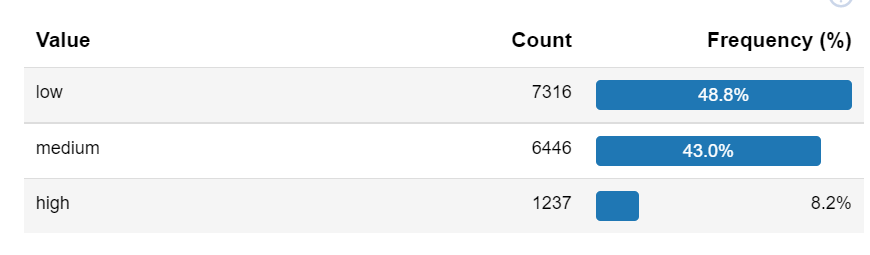 Value Count Frequency (%)
low 7316 48.8%
medium 6446 43.0%
high 1237 8.2%